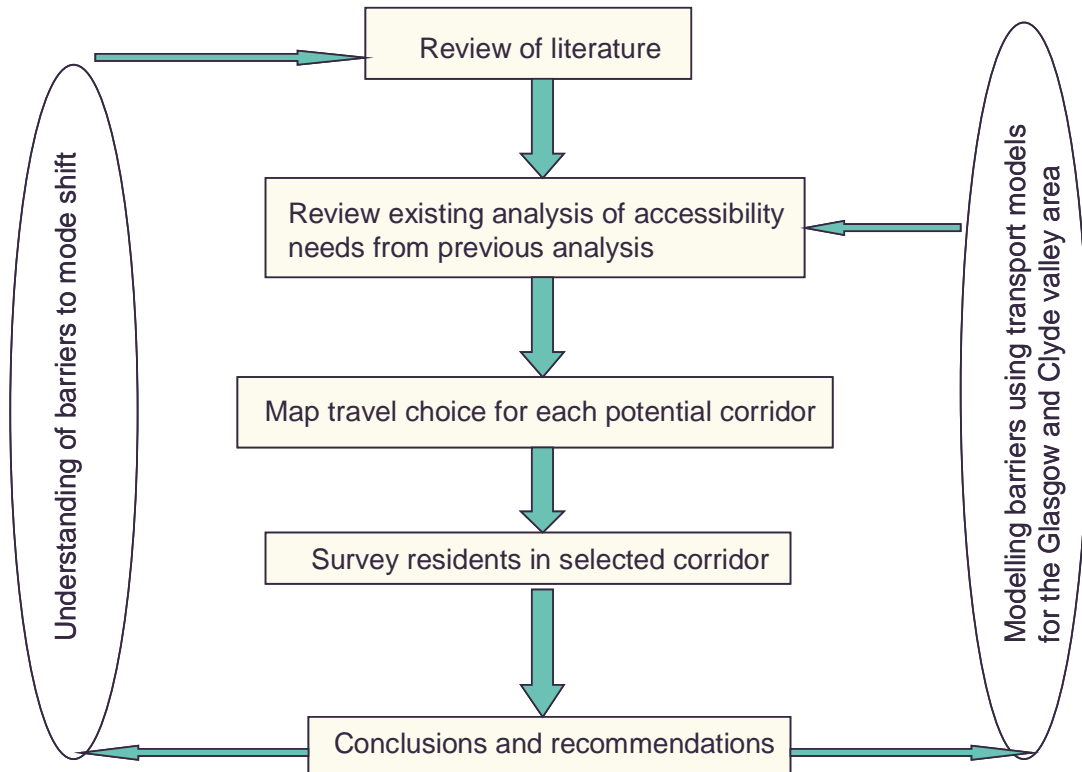 Review of literature
Understanding of barriers to mode shift
Review existing analysis of accessibility
needs from previous analysis
Modelling barriers using transport models
for the Glasgow and Clyde valley area
Map travel choice for each potential corridor
Survey residents in selected corridor
Conclusions and recommendations